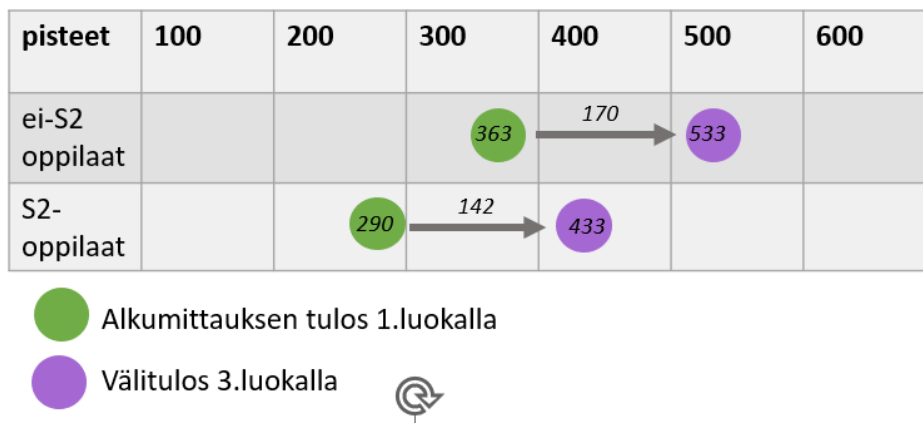 pisteet 100 200 300 400 500 600
ei-S2
oppilaat
363 170 533
S2-
oppilaat
290 142 433
Alkumittauksen tulos 1.luokalla
Välitulos 3.luokalla